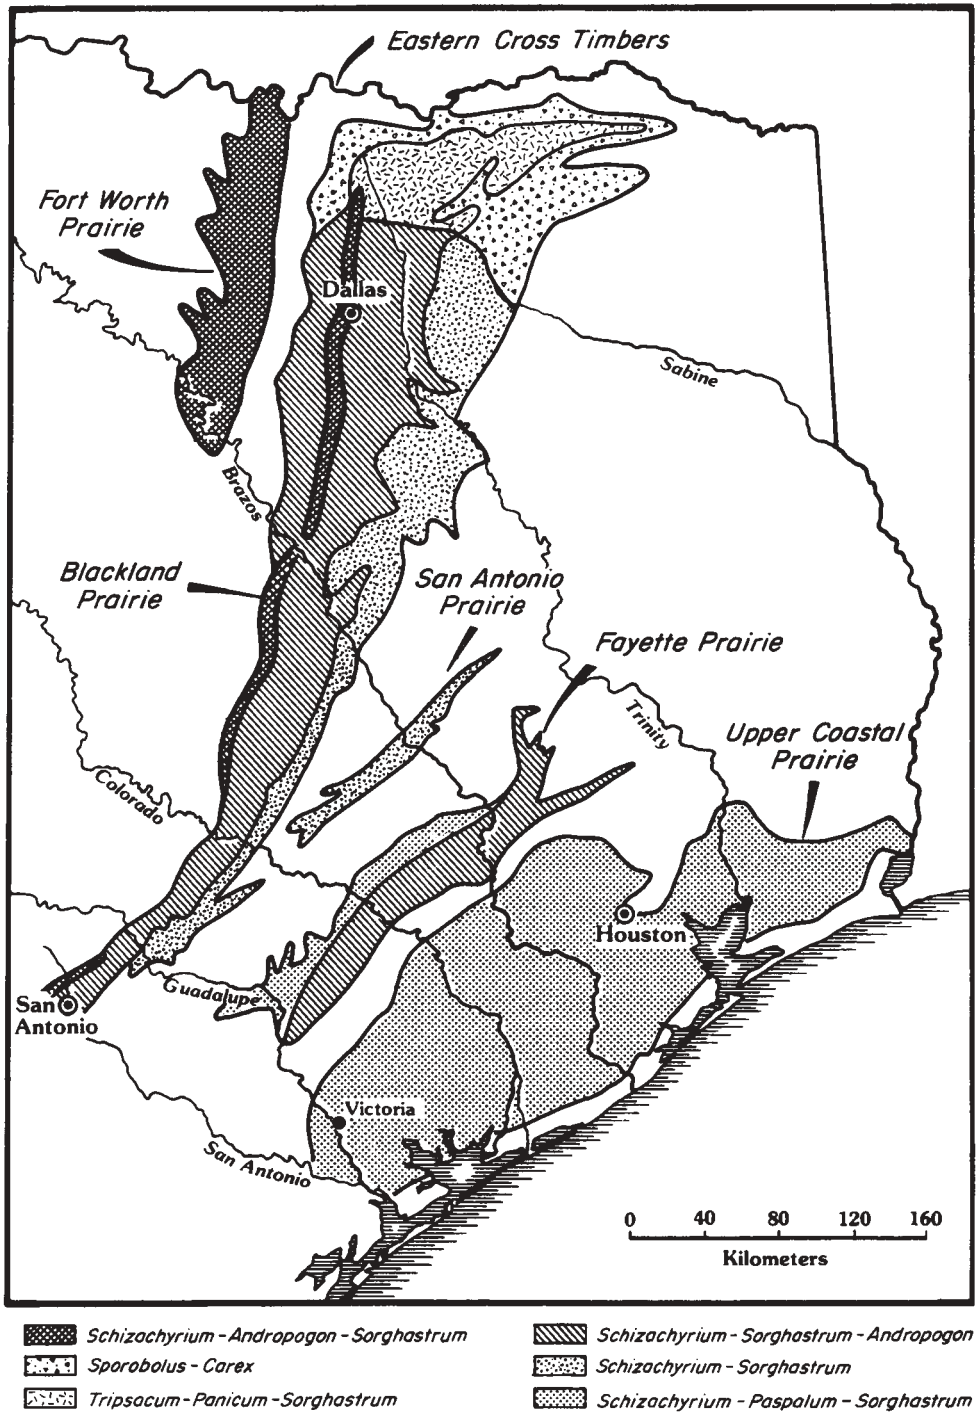 Eastern Cross Timbers
Fort Worth
Prairie
Dallas
Sabine
Brazos
Blackland
Prairie
San Antonio
Prairie
Fayette Prairie
Trinity
Upper Coastal
Prairie
Colorado
Houston
Guadalupe
San
Antonio
Victoria
San Antonio
0 40 80 120 160
Kilometers
Schizachyrium-Andropogon-Sorghastrum
Sporobolus-Carex
Tripsacum-Panicum-Sorghastrum
Schizachyrium-Sorghastrum-Andropogon
Schizachyrium-Sorghastrum
Schizachyrium-Paspalum-Sorghastrum